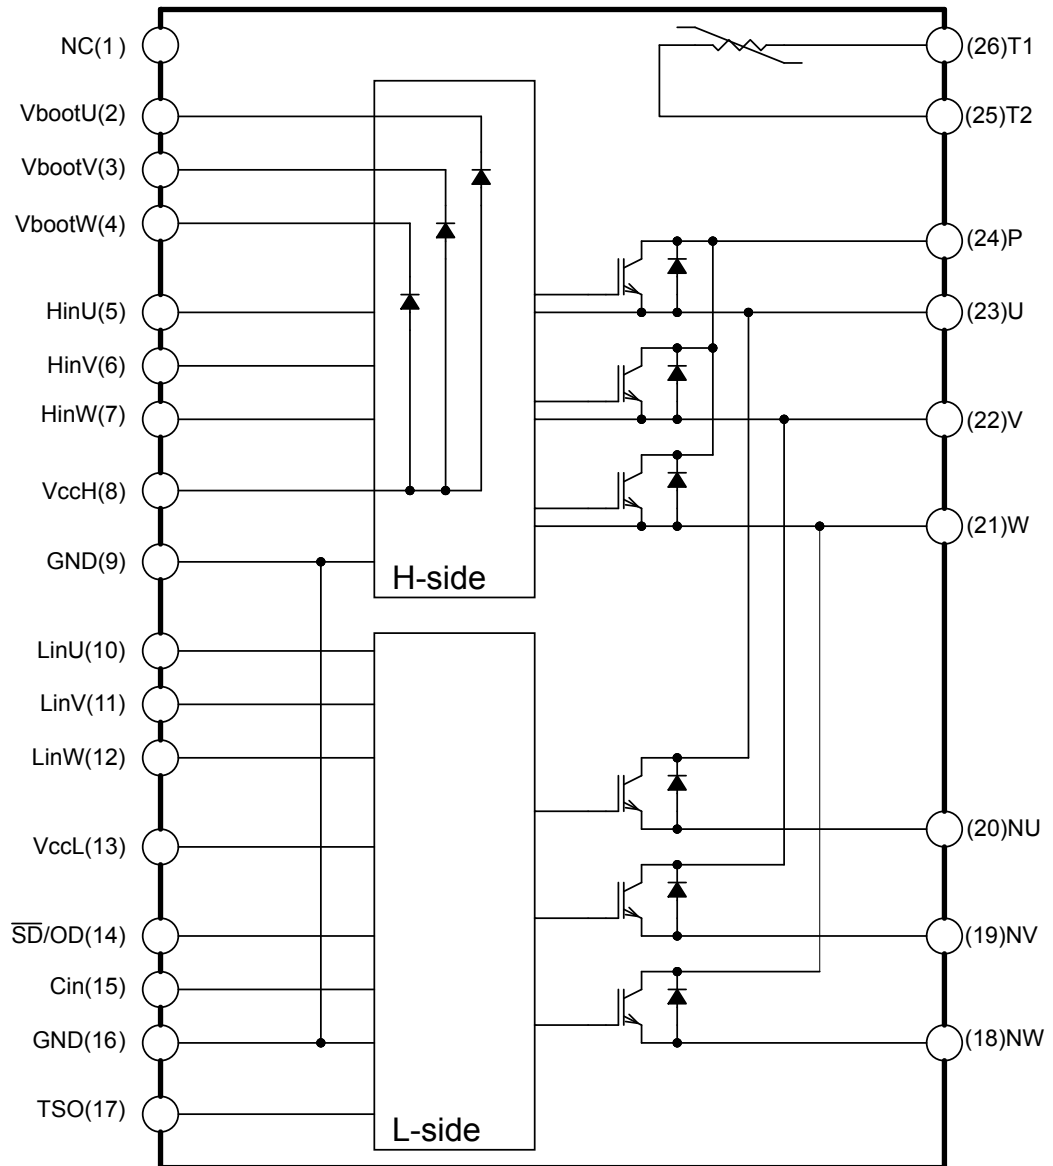 NC(1)
VbootU(2)
VbootV(3)
VbootW(4)
HinU(5)
HinV(6)
HinW(7)
VccH(8)
GND(9)
LinU(10)
LinV(11)
LinW(12)
VccL(13)
S̅D̅/OD(14)
Cin(15)
GND(16)
TSO(17)
H-side
L-side
(26)T1
(25)T2
(24)P
(23)U
(22)V
(21)W
(20)NU
(19)NV
(18)NW